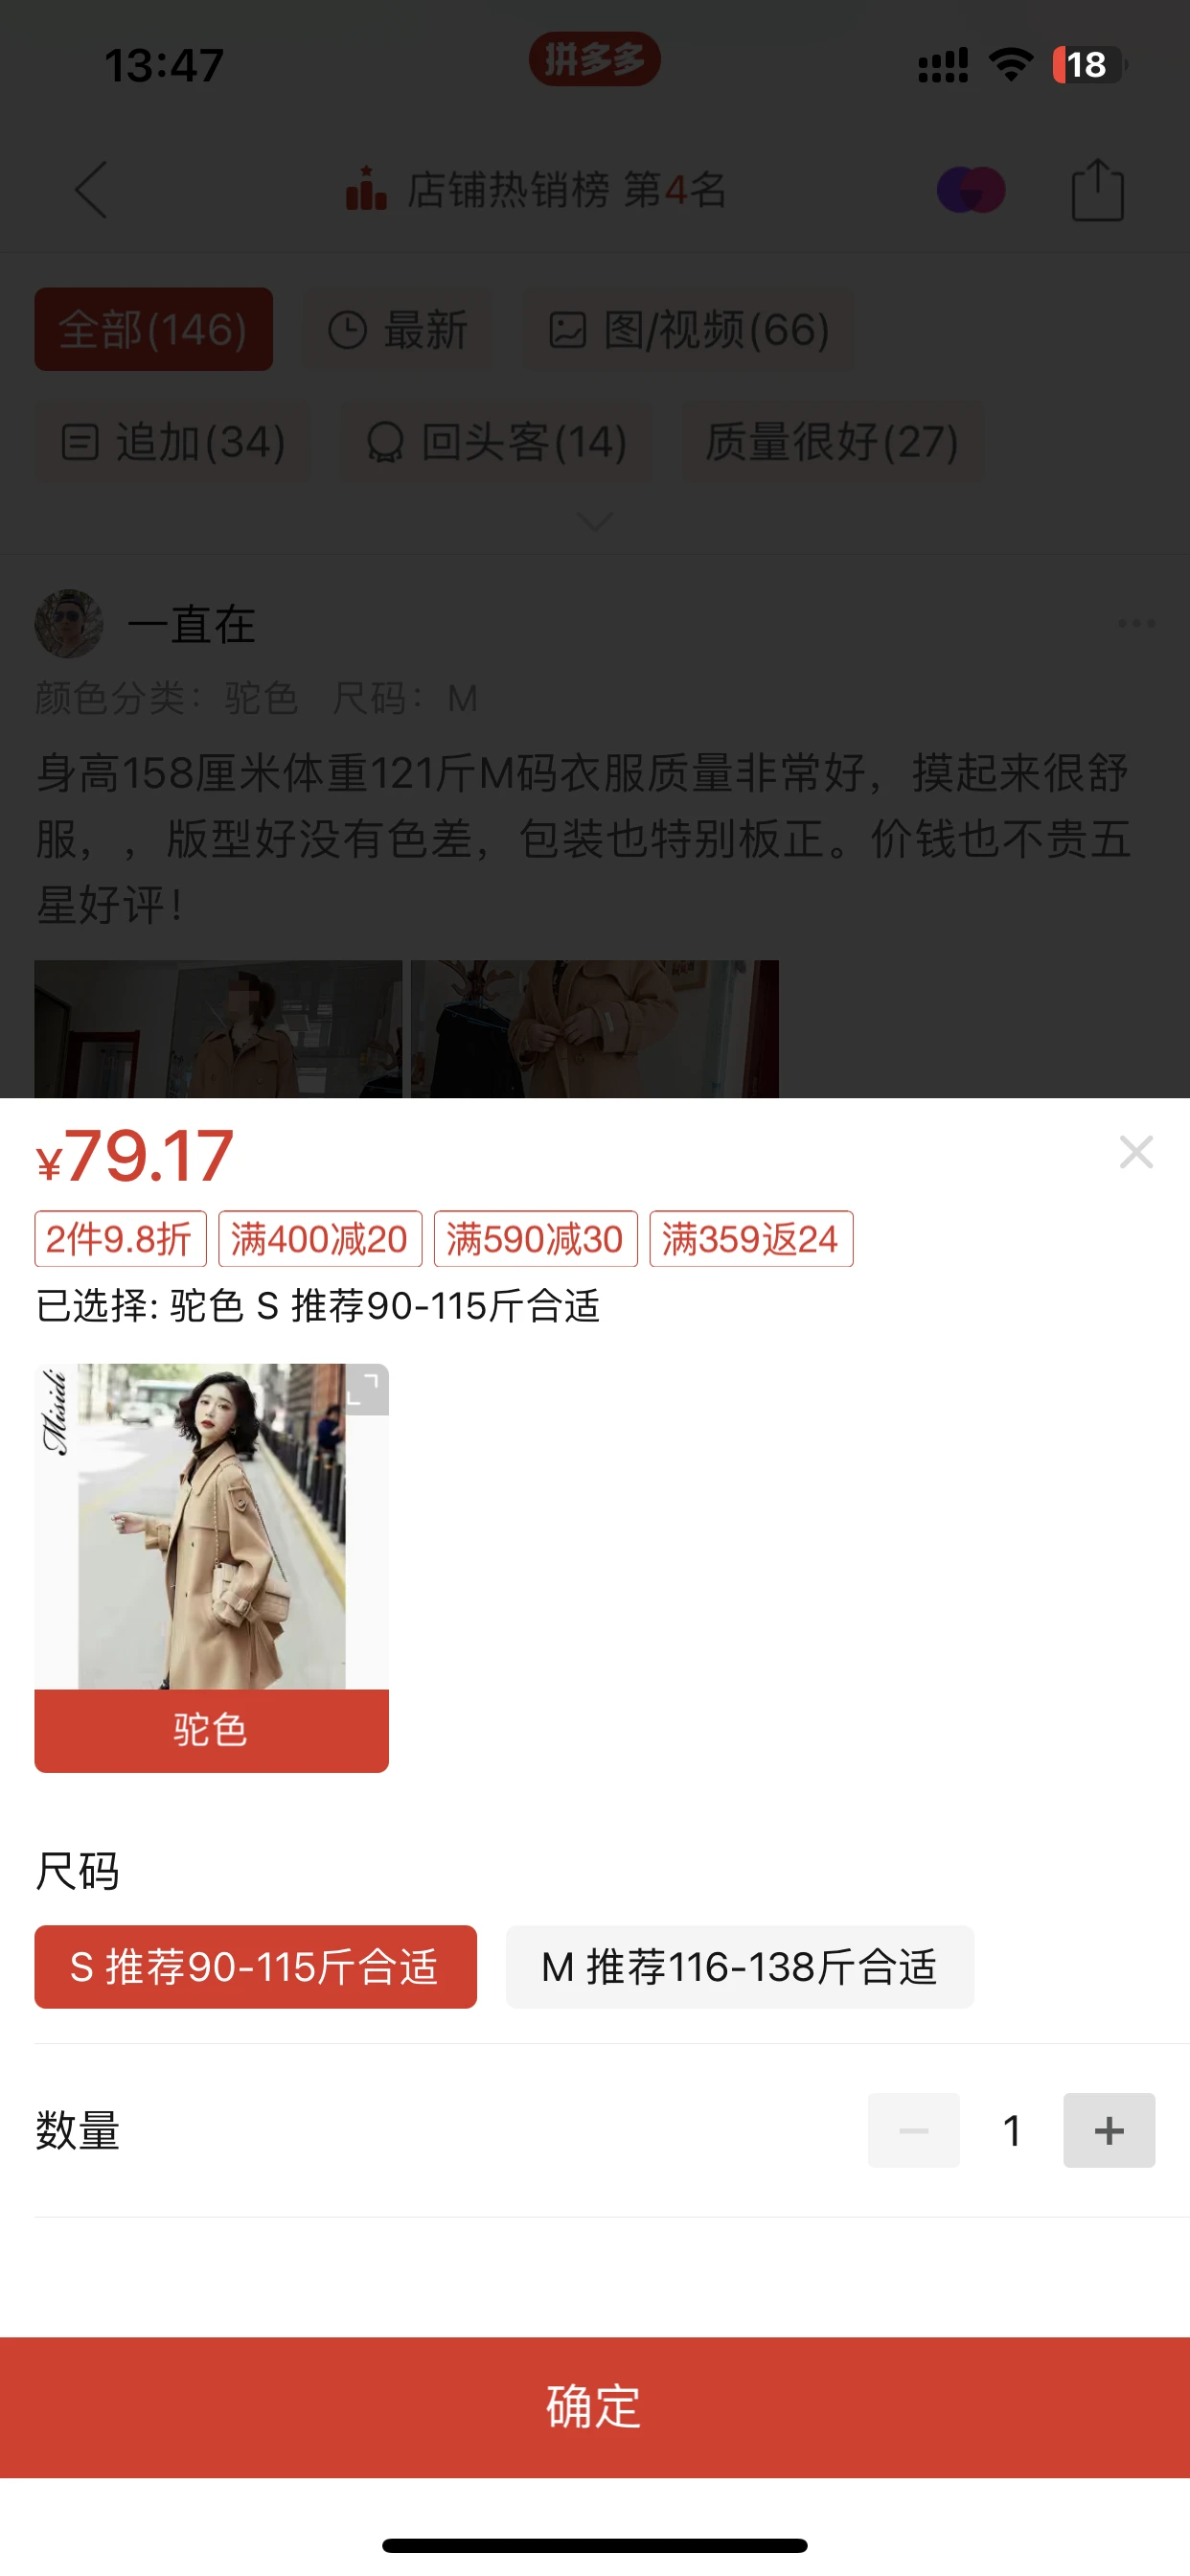 13:47
拼多多
18
店铺热销榜 第4名
全部(146)
最新
图/视频(66)
追加(34)
回头客(14)
质量很好(27)
一直在
颜色分类：驼色 尺码：M
身高158厘米体重121斤M码衣服质量非常好，摸起来很舒
服，，版型好没有色差，包装也特别板正。价钱也不贵五
星好评！
¥79.17
2件9.8折
满400减20
满590减30
满359返24
已选择: 驼色 S 推荐90-115斤合适
Misidi
驼色
尺码
S 推荐90-115斤合适
M 推荐116-138斤合适
数量
1
确定